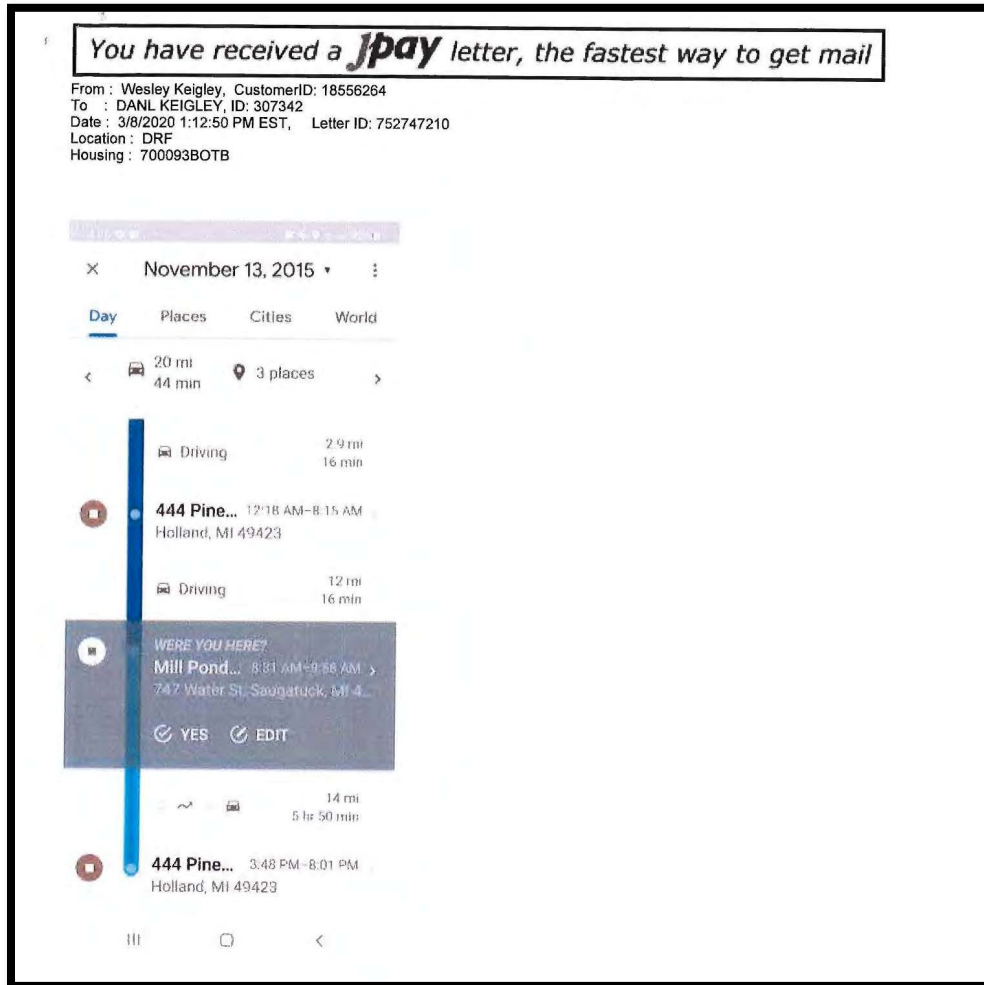 You have received a Jpay letter, the fastest way to get mail
From : Wesley Keigley, CustomerID: 18556264
To : DANL KEIGLEY, ID: 307342
Date : 3/8/2020 1:12:50 PM EST, Letter ID: 752747210
Location : DRF
Housing : 700093BOTB
November 13, 2015
Day Places Cities World
20 mi
44 min
3 places
Driving 2.9 mi
16 min
444 Pine... 12:18 AM–8:15 AM
Holland, MI 49423
Driving 12 mi
16 min
WERE YOU HERE?
Mill Pond... 8:31 AM–9:58 AM
747 Water St, Saugatuck, MI 4...
YES EDIT
14 mi
5 hr 50 min
444 Pine... 3:48 PM–8:01 PM
Holland, MI 49423